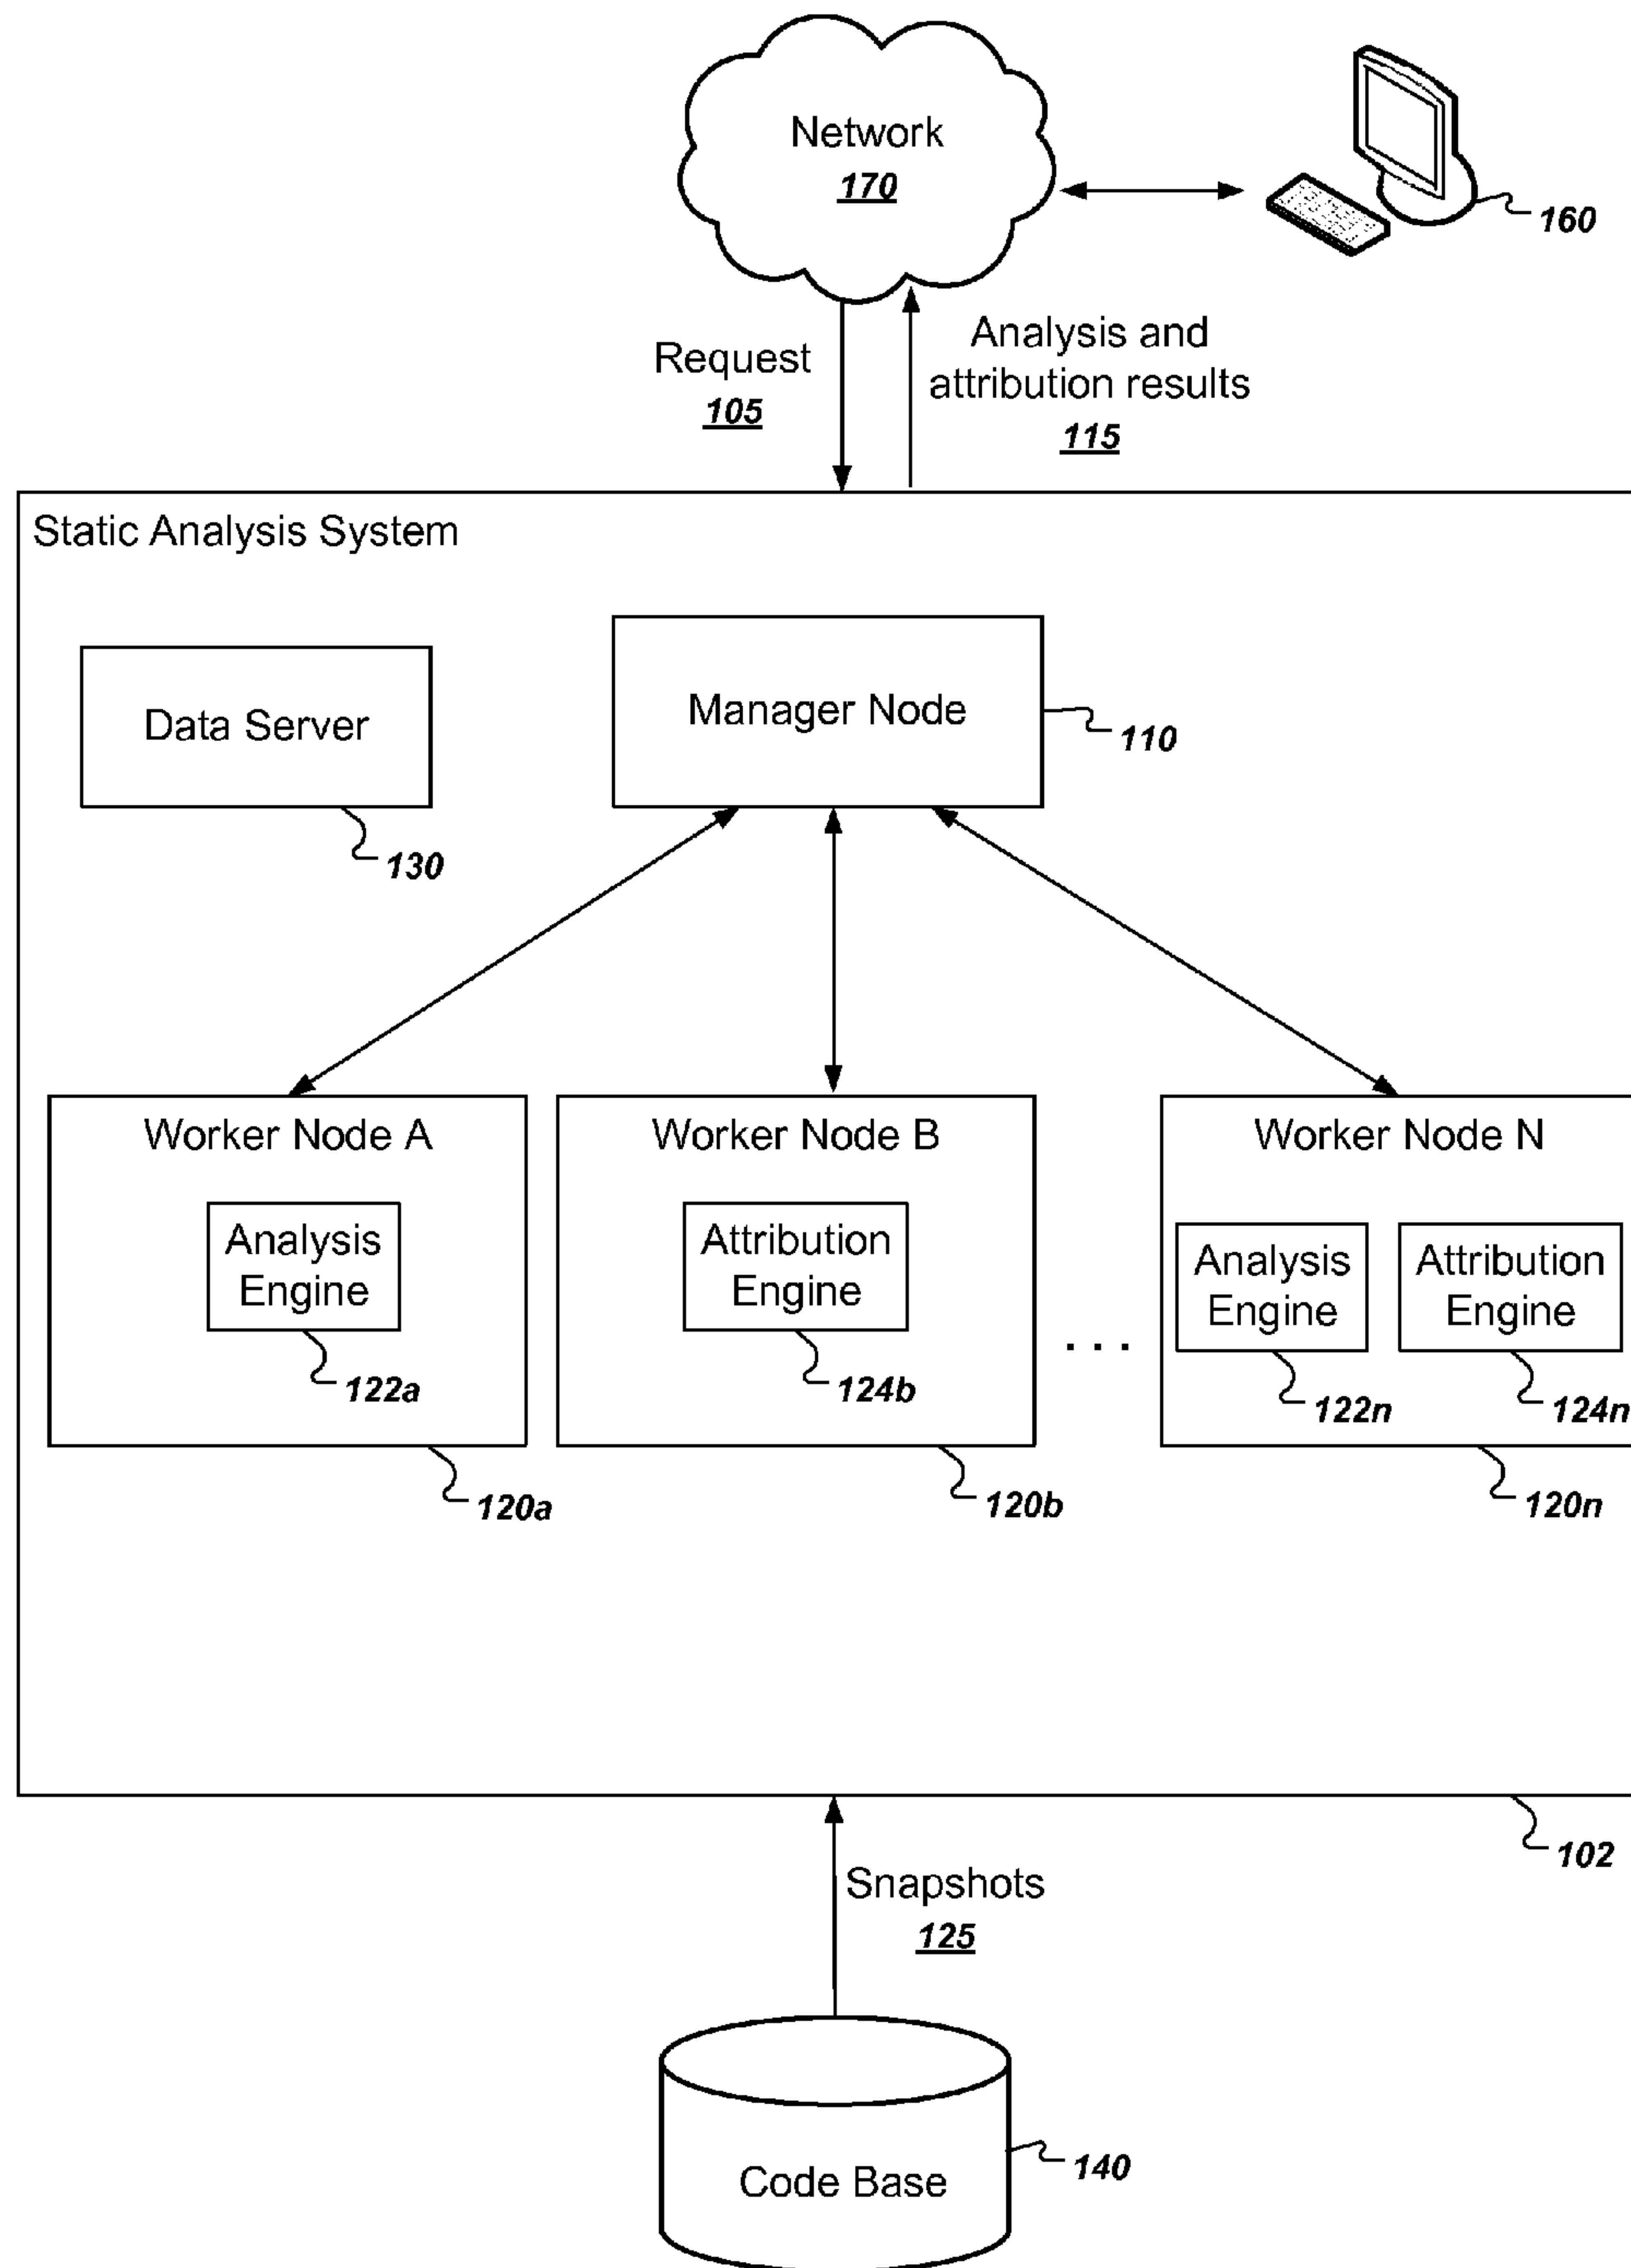 Network
170
160
Request
105
Analysis and
attribution results
115
Static Analysis System
Data Server
130
Manager Node
110
Worker Node A
Analysis
Engine
122a
120a
Worker Node B
Attribution
Engine
124b
120b
. . .
Worker Node N
Analysis
Engine
122n
Attribution
Engine
124n
120n
102
Snapshots
125
Code Base
140